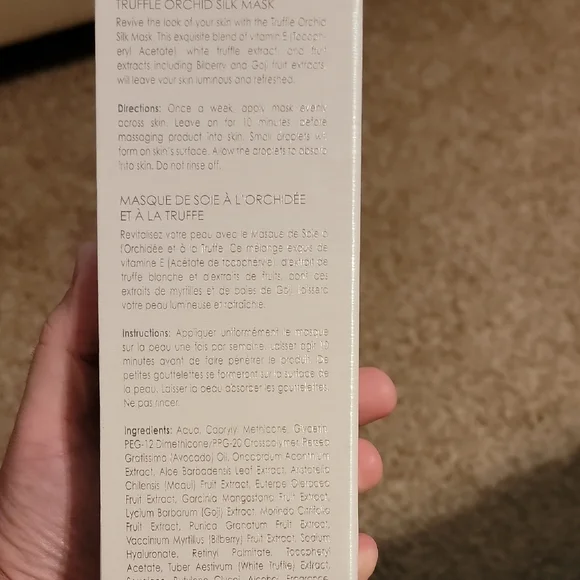 TRUFFLE ORCHID SILK MASK
Revive the look of your skin with the Truffle Orchid
Silk Mask. This exquisite blend of vitamin E (Tocoph-
eryl Acetate), white truffle extract, and fruit
extracts including Bilberry and Goji fruit extracts
will leave your skin luminous and refreshed.
Directions: Once a week, apply mask evenly
across skin. Leave on for 10 minutes before
massaging product into skin. Small droplets will
form on skin's surface. Allow the droplets to absorb
into skin. Do not rinse off.
MASQUE DE SOIE À L'ORCHIDÉE
ET À LA TRUFFE
Revitalisez votre peau avec le Masque de Soie à
l'Orchidée et à la Truffe. Ce mélange exquis de
vitamine E (Acétate de tocophéryle), d'extrait de
truffe blanche et d'extraits de fruits, dont des
extraits de myrtilles et de baies de Goji, laissera
votre peau lumineuse et rafraîchie.
Instructions: Appliquer uniformément le masque
sur la peau une fois par semaine. Laisser agir 10
minutes avant de faire pénétrer le produit. De
petites gouttelettes se formeront sur la surface de
la peau. Laisser la peau absorber les gouttelettes.
Ne pas rincer.
Ingredients: Aqua, Caprylyl Methicone, Glycerin,
PEG-12 Dimethicone/PPG-20 Crosspolymer, Persea
Gratissima (Avocado) Oil, Onopordum Acanthium
Extract, Aloe Barbadensis Leaf Extract, Aristotelia
Chilensis (Maqui) Fruit Extract, Euterpe Oleracea
Fruit Extract, Garcinia Mangostana Fruit Extract,
Lycium Barbarum (Goji) Extract, Morinda Citrifolia
Fruit Extract, Punica Granatum Fruit Extract,
Vaccinium Myrtillus (Bilberry) Fruit Extract, Sodium
Hyaluronate, Retinyl Palmitate, Tocopheryl
Acetate, Tuber Aestivum (White Truffle) Extract,
Alcohol, Fragrance